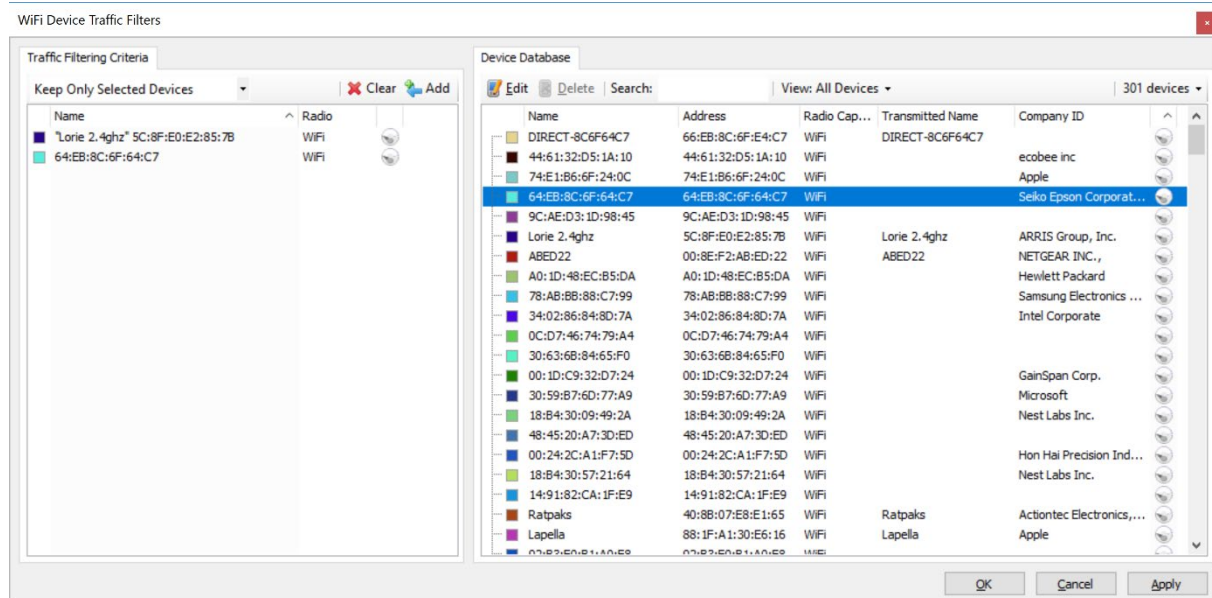 WiFi Device Traffic Filters
Traffic Filtering Criteria
Keep Only Selected Devices Clear Add
Name Radio
"Lorie 2.4ghz" 5C:8F:E0:E2:85:7B WiFi
64:EB:8C:6F:64:C7 WiFi
Device Database
Edit Delete Search: View: All Devices 301 devices
Name Address Radio Cap... Transmitted Name Company ID
DIRECT-8C6F64C7 66:EB:8C:6F:E4:C7 WiFi DIRECT-8C6F64C7
44:61:32:D5:1A:10 44:61:32:D5:1A:10 WiFi ecobee inc
74:E1:B6:6F:24:0C 74:E1:B6:6F:24:0C WiFi Apple
64:EB:8C:6F:64:C7 64:EB:8C:6F:64:C7 WiFi Seiko Epson Corporat...
9C:AE:D3:1D:98:45 9C:AE:D3:1D:98:45 WiFi
Lorie 2.4ghz 5C:8F:E0:E2:85:7B WiFi Lorie 2.4ghz ARRIS Group, Inc.
ABED22 00:8E:F2:AB:ED:22 WiFi ABED22 NETGEAR INC.,
A0:1D:48:EC:B5:DA A0:1D:48:EC:B5:DA WiFi Hewlett Packard
78:AB:BB:88:C7:99 78:AB:BB:88:C7:99 WiFi Samsung Electronics ...
34:02:86:84:8D:7A 34:02:86:84:8D:7A WiFi Intel Corporate
0C:D7:46:74:79:A4 0C:D7:46:74:79:A4 WiFi
30:63:6B:84:65:F0 30:63:6B:84:65:F0 WiFi
00:1D:C9:32:D7:24 00:1D:C9:32:D7:24 WiFi GainSpan Corp.
30:59:B7:6D:77:A9 30:59:B7:6D:77:A9 WiFi Microsoft
18:B4:30:09:49:2A 18:B4:30:09:49:2A WiFi Nest Labs Inc.
48:45:20:A7:3D:ED 48:45:20:A7:3D:ED WiFi
00:24:2C:A1:F7:5D 00:24:2C:A1:F7:5D WiFi Hon Hai Precision Ind...
18:B4:30:57:21:64 18:B4:30:57:21:64 WiFi Nest Labs Inc.
14:91:82:CA:1F:E9 14:91:82:CA:1F:E9 WiFi
Ratpaks 40:8B:07:E8:E1:65 WiFi Ratpaks Actiontec Electronics,...
Lapella 88:1F:A1:30:E6:16 WiFi Lapella Apple
OK Cancel Apply